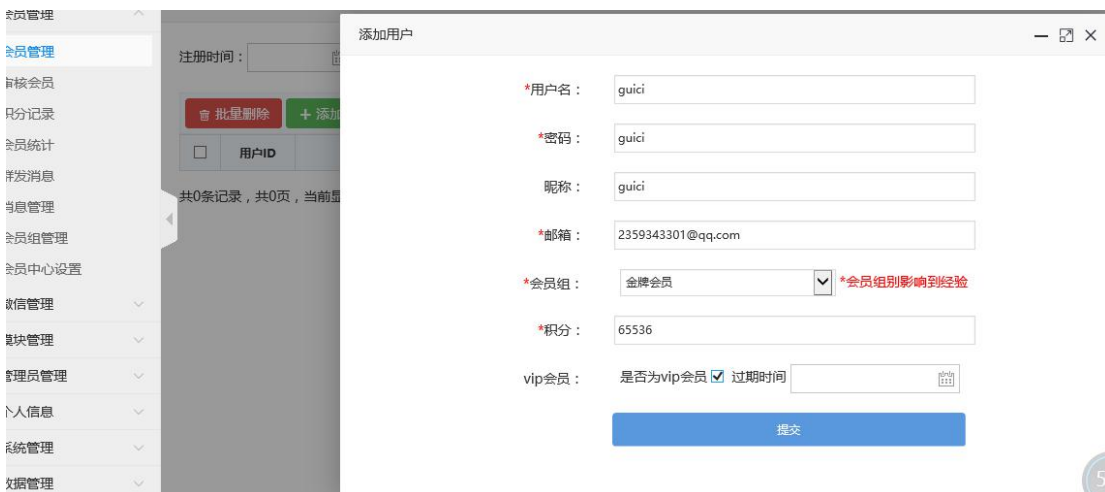 会员管理
会员管理
审核会员
积分记录
会员统计
群发消息
消息管理
会员组管理
会员中心设置
微信管理
模块管理
管理员管理
个人信息
系统管理
数据管理
注册时间：
批量删除
+ 添加
用户ID
共0条记录，共0页，当前显
添加用户
*用户名： guici
*密码： guici
昵称： guici
*邮箱： 2359343301@qq.com
*会员组： 金牌会员 *会员组别影响到经验
*积分： 65536
vip会员： 是否为vip会员 过期时间
提交
5